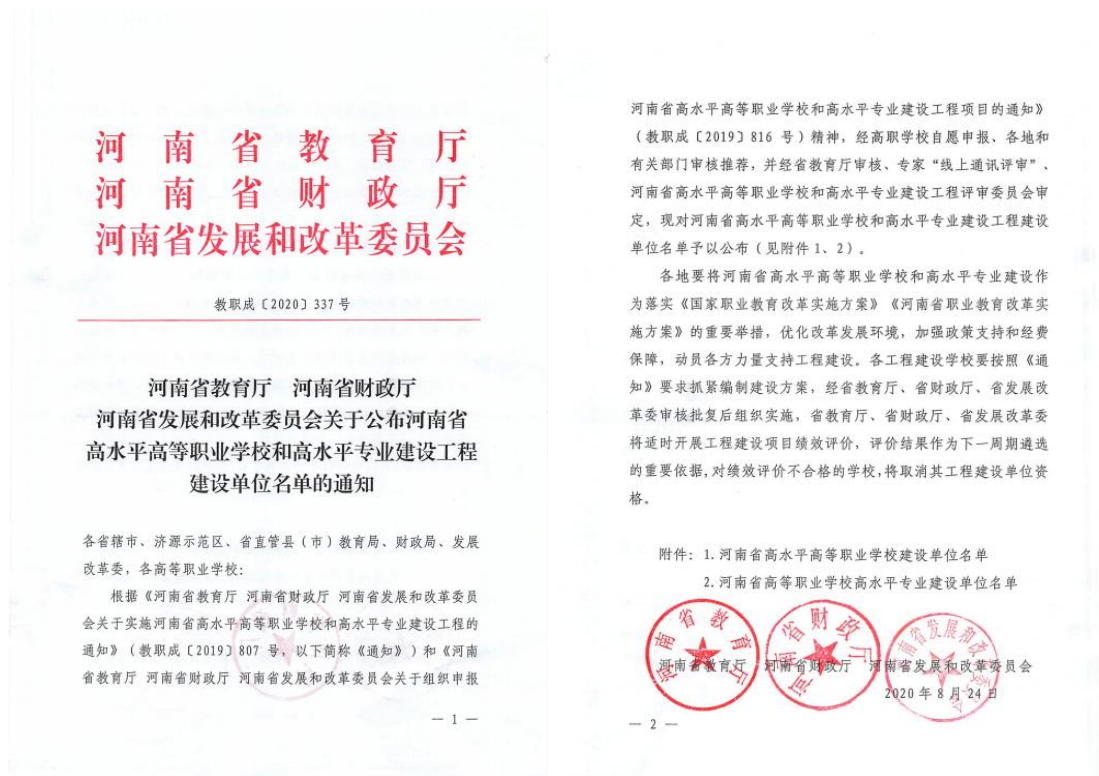 河南省教育厅
河南省财政厅
河南省发展和改革委员会
教职成〔2020〕337号
河南省教育厅 河南省财政厅
河南省发展和改革委员会关于公布河南省
高水平高等职业学校和高水平专业建设工程
建设单位名单的通知
各省辖市、济源示范区、省直管县（市）教育局、财政局、发展
改革委，各高等职业学校：
根据《河南省教育厅 河南省财政厅 河南省发展和改革委员
会关于实施河南省高水平高等职业学校和高水平专业建设工程的
通知》（教职成〔2019〕807号，以下简称《通知》）和《河南
省教育厅 河南省财政厅 河南省发展和改革委员会关于组织申报
— 1 —
河南省高水平高等职业学校和高水平专业建设工程项目的通知》
（教职成〔2019〕816 号）精神，经高职学校自愿申报、各地和
有关部门审核推荐，并经省教育厅审核、专家“线上通讯评审”、
河南省高水平高等职业学校和高水平专业建设工程评审委员会审
定，现对河南省高水平高等职业学校和高水平专业建设工程建设
单位名单予以公布（见附件1、2）。
各地要将河南省高水平高等职业学校和高水平专业建设作
为落实《国家职业教育改革实施方案》《河南省职业教育改革实
施方案》的重要举措，优化改革发展环境，加强政策支持和经费
保障，动员各方力量支持工程建设。各工程建设学校要按照《通
知》要求抓紧编制建设方案，经省教育厅、省财政厅、省发展改
革委审核批复后组织实施，省教育厅、省财政厅、省发展改革委
将适时开展工程建设项目绩效评价，评价结果作为下一周期遴选
的重要依据，对绩效评价不合格的学校，将取消其工程建设单位资
格。
附件：1.河南省高水平高等职业学校建设单位名单
2.河南省高等职业学校高水平专业建设单位名单
河南省教育厅
河南省财政厅
河南省发展和改革委员会
河南省教育厅 河南省财政厅 河南省发展和改革委员会
2020年8月24日
— 2 —